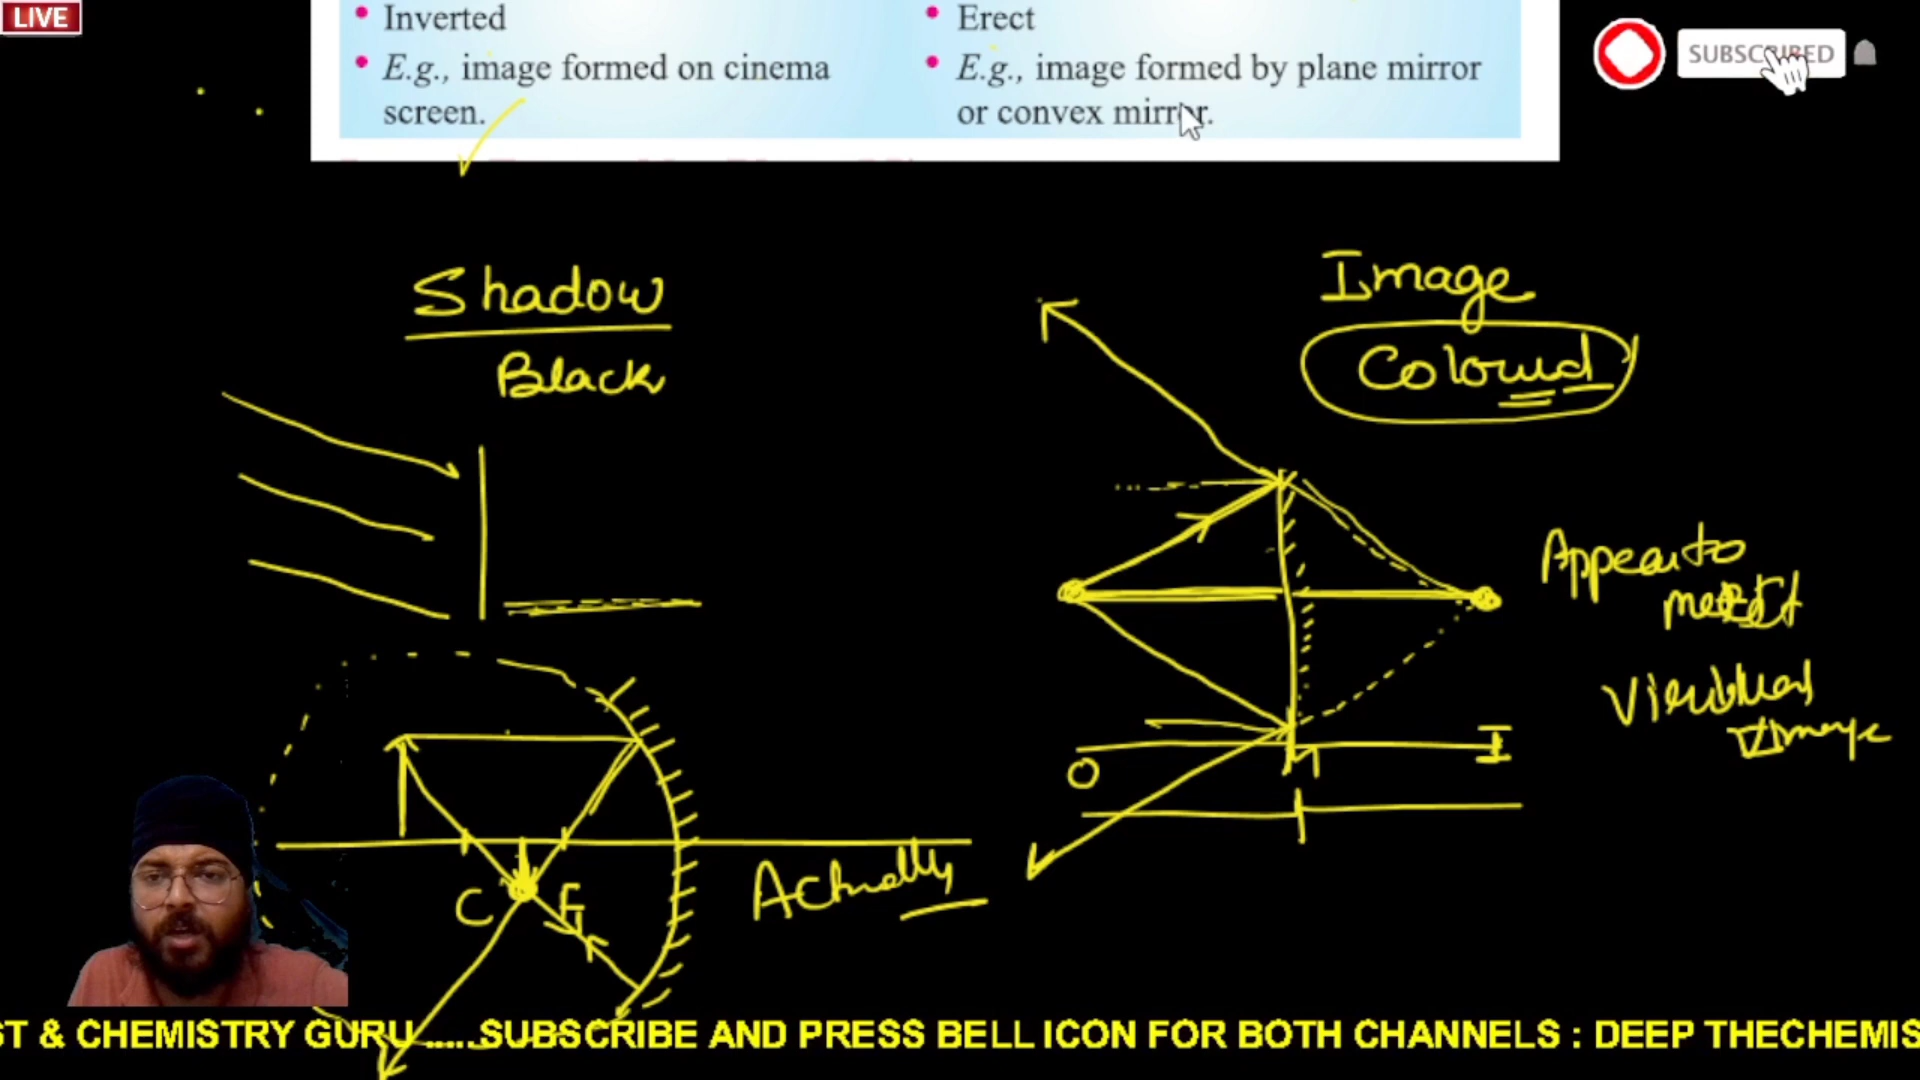 LIVE
Inverted
E.g., image formed on cinema
screen.
Erect
E.g., image formed by plane mirror
or convex mirror.
SUBSCRIBED
Shadow
Black
Image
Coloured
Appear to
meet
Virtual
Image
O
M
I
C
F
Actually
ST & CHEMISTRY GURU .....SUBSCRIBE AND PRESS BELL ICON FOR BOTH CHANNELS : DEEP THECHEMIS